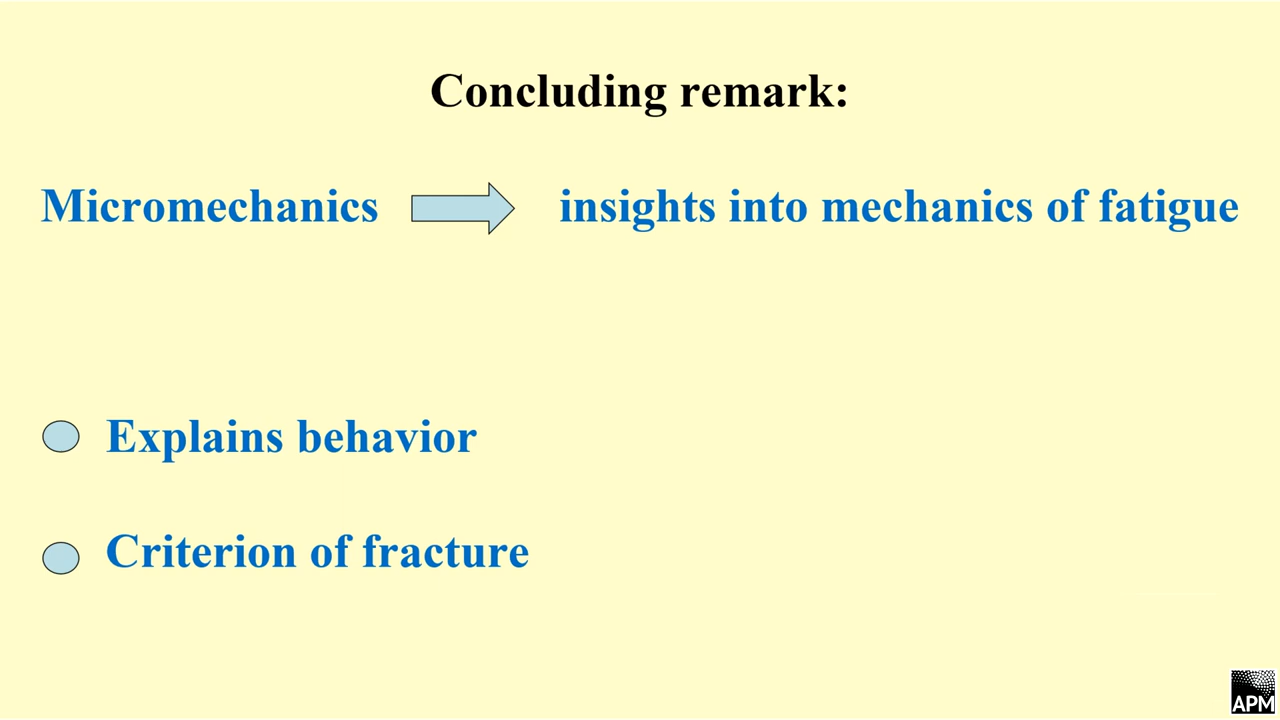 Concluding remark:
Micromechanics insights into mechanics of fatigue
Explains behavior
Criterion of fracture
APM